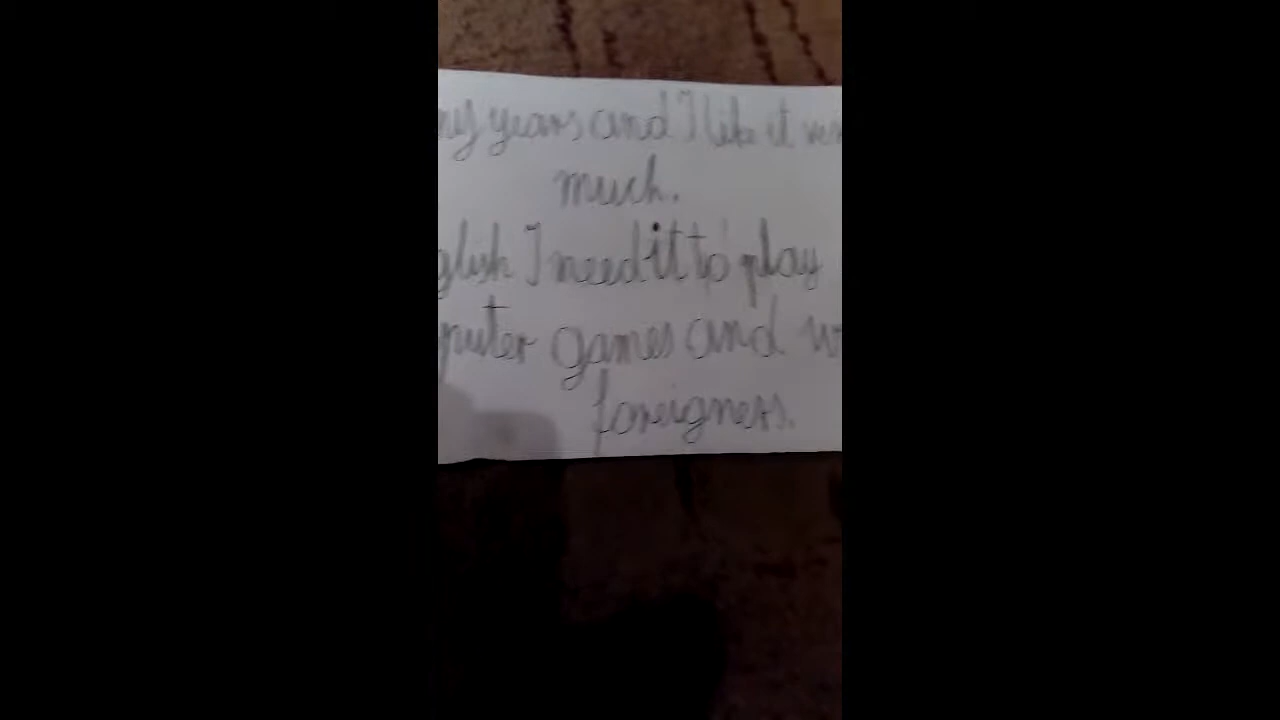 years and I like it
much.
I need it to play
games and
foreigners.